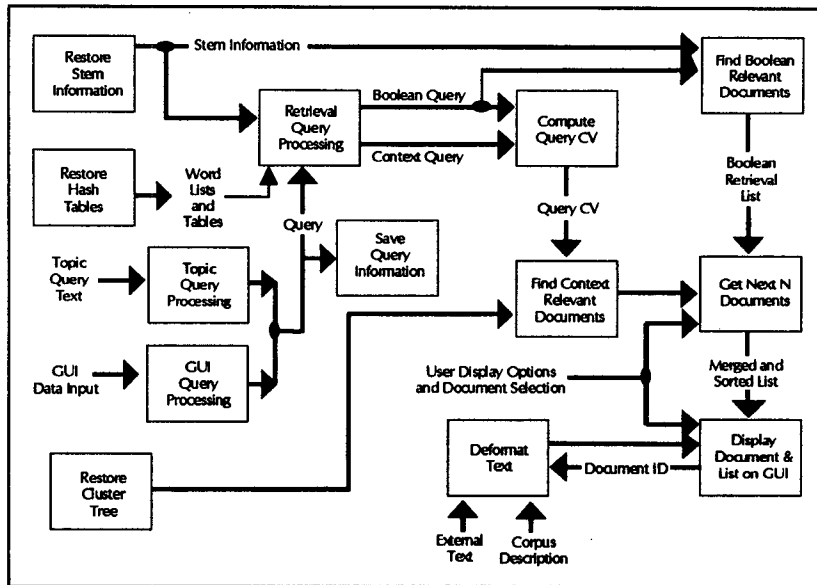 Restore
Stem
Information
Stem Information
Find Boolean
Relevant
Documents
Retrieval
Query
Processing
Boolean Query
Context Query
Compute
Query CV
Restore
Hash
Tables
Word
Lists
and
Tables
Query
Boolean
Retrieval
List
Query CV
Save
Query
Information
Topic
Query
Text
Topic
Query
Processing
Find Context
Relevant
Documents
Get Next N
Documents
GUI
Data Input
GUI
Query
Processing
User Display Options
and Document Selection
Merged and
Sorted List
Restore
Cluster
Tree
Deformat
Text
Document ID
Display
Document &
List on GUI
External
Text
Corpus
Description